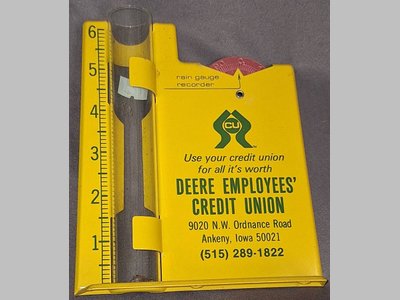 6
5
4
3
2
1
rain gauge
recorder
CU
Use your credit union
for all it's worth
DEERE EMPLOYEES'
CREDIT UNION
9020 N.W. Ordnance Road
Ankeny, Iowa 50021
(515) 289-1822